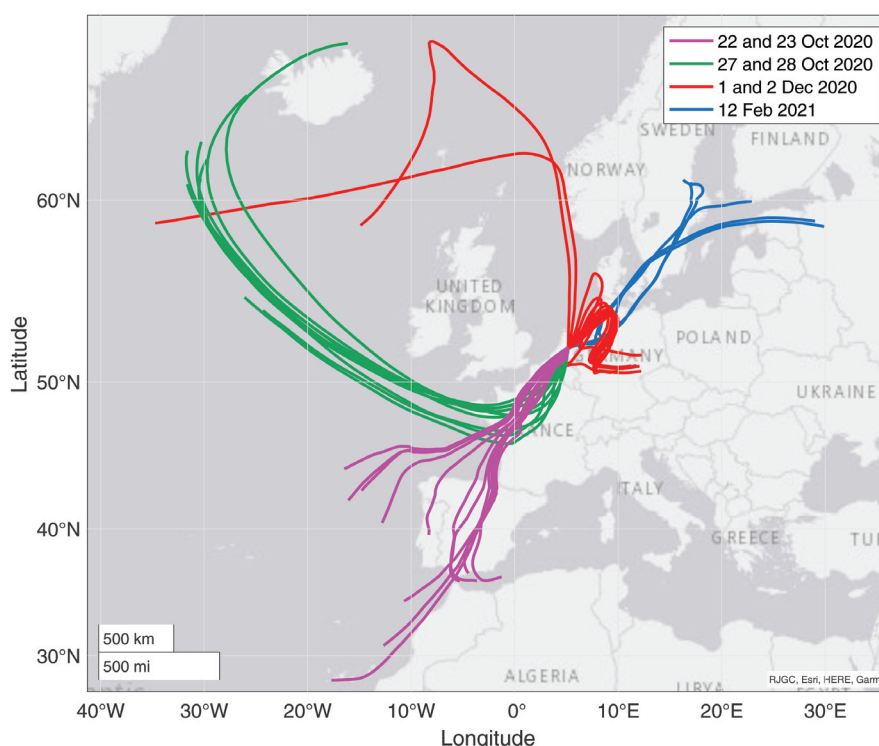 22 and 23 Oct 2020
27 and 28 Oct 2020
1 and 2 Dec 2020
12 Feb 2021
SWEDEN
FINLAND
NORWAY
60°N
UNITED
KINGDOM
POLAND
50°N
UKRAINE
ITALY
40°N
GREECE
500 km
500 mi
30°N
ALGERIA
RJGC, Esri, HERE, Garm
40°W
30°W
20°W
10°W
0°
10°E
20°E
30°E
Latitude
Longitude